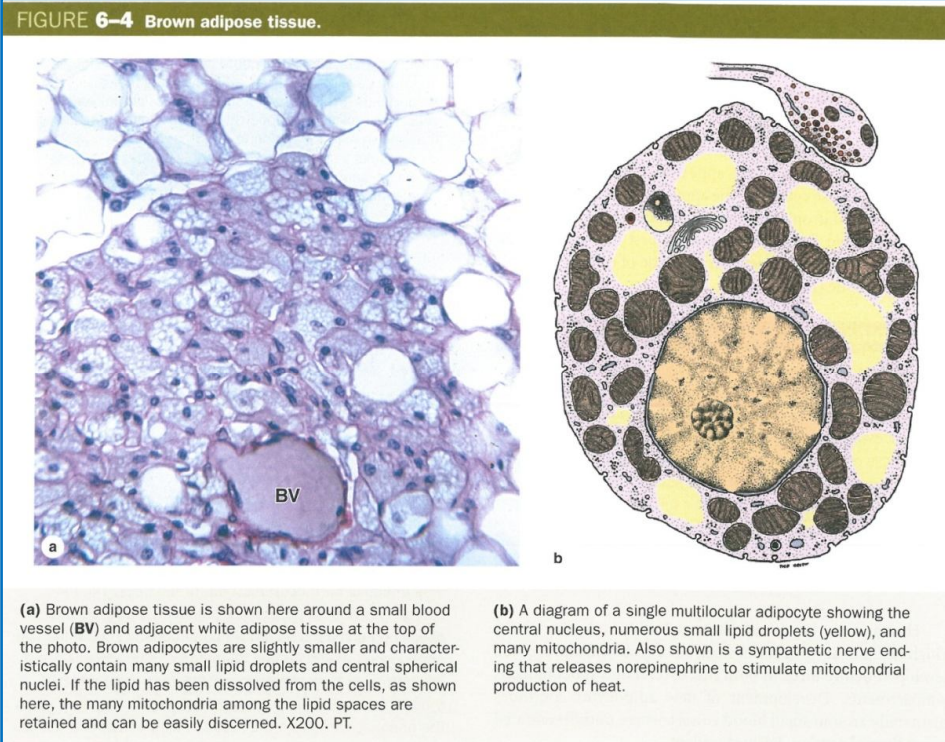 FIGURE 6–4 Brown adipose tissue.
BV
a
b
(a) Brown adipose tissue is shown here around a small blood
vessel (BV) and adjacent white adipose tissue at the top of
the photo. Brown adipocytes are slightly smaller and character-
istically contain many small lipid droplets and central spherical
nuclei. If the lipid has been dissolved from the cells, as shown
here, the many mitochondria among the lipid spaces are
retained and can be easily discerned. X200. PT.
(b) A diagram of a single multilocular adipocyte showing the
central nucleus, numerous small lipid droplets (yellow), and
many mitochondria. Also shown is a sympathetic nerve end-
ing that releases norepinephrine to stimulate mitochondrial
production of heat.